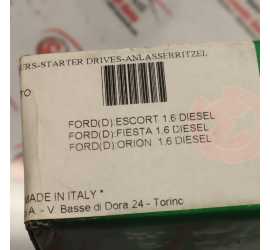 URS-STARTER DRIVES-ANLASSERRITZEL
TO
FORD(D):ESCORT 1.6 DIESEL
FORD(D):FIESTA 1.6 DIESEL
FORD(D):ORION 1.6 DIESEL
MADE IN ITALY *
.A. - V. Basse di Dora 24 - Torino